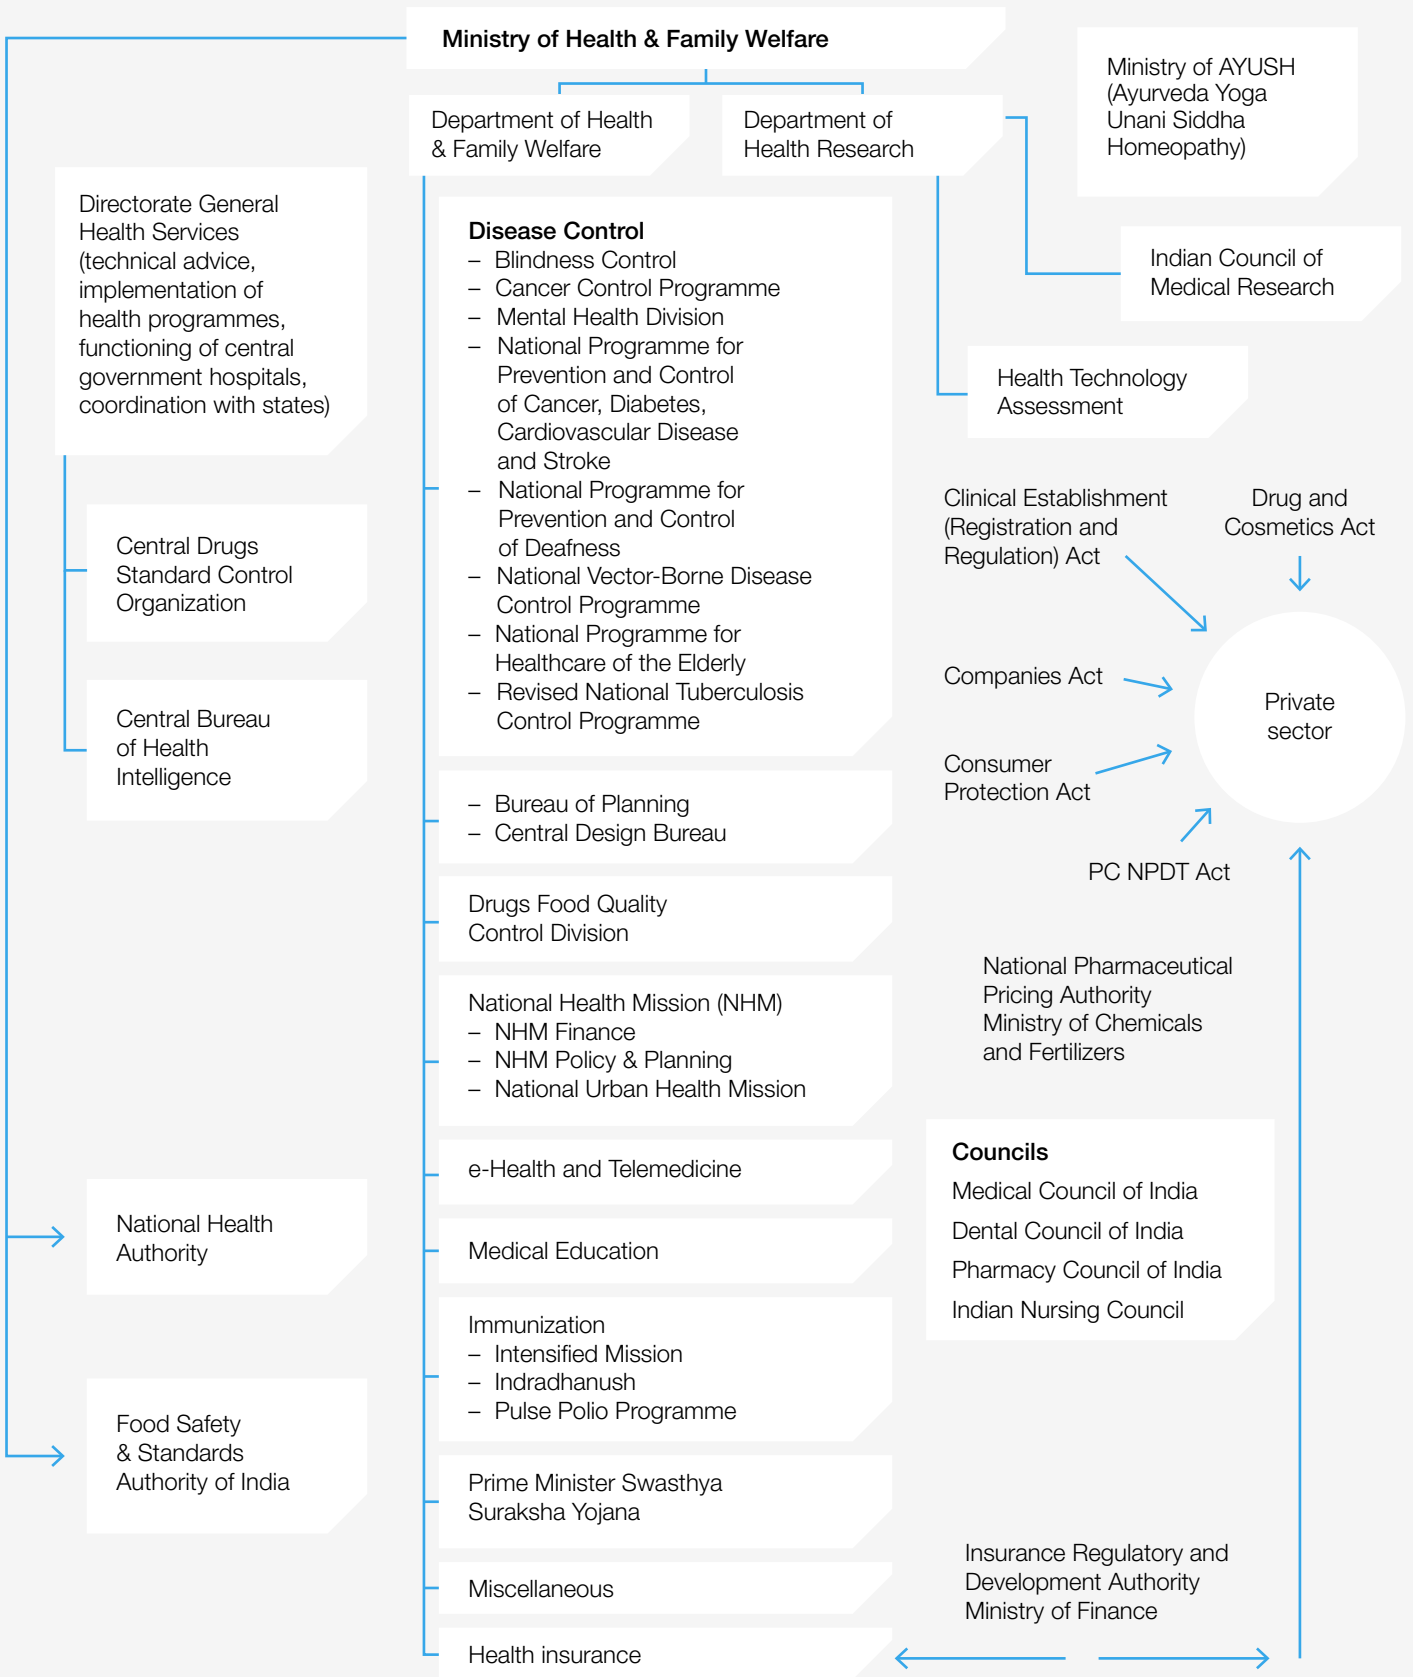 Ministry of Health & Family Welfare
Department of Health
& Family Welfare
Department of
Health Research
Ministry of AYUSH
(Ayurveda Yoga
Unani Siddha
Homeopathy)
Directorate General
Health Services
(technical advice,
implementation of
health programmes,
functioning of central
government hospitals,
coordination with states)
Central Drugs
Standard Control
Organization
Central Bureau
of Health
Intelligence
National Health
Authority
Food Safety
& Standards
Authority of India
Disease Control
– Blindness Control
– Cancer Control Programme
– Mental Health Division
– National Programme for
Prevention and Control
of Cancer, Diabetes,
Cardiovascular Disease
and Stroke
– National Programme for
Prevention and Control
of Deafness
– National Vector-Borne Disease
Control Programme
– National Programme for
Healthcare of the Elderly
– Revised National Tuberculosis
Control Programme
– Bureau of Planning
– Central Design Bureau
Drugs Food Quality
Control Division
National Health Mission (NHM)
– NHM Finance
– NHM Policy & Planning
– National Urban Health Mission
e-Health and Telemedicine
Medical Education
Immunization
– Intensified Mission
– Indradhanush
– Pulse Polio Programme
Prime Minister Swasthya
Suraksha Yojana
Miscellaneous
Health insurance
Indian Council of
Medical Research
Health Technology
Assessment
Clinical Establishment
(Registration and
Regulation) Act
Drug and
Cosmetics Act
Companies Act
Private
sector
Consumer
Protection Act
PC NPDT Act
National Pharmaceutical
Pricing Authority
Ministry of Chemicals
and Fertilizers
Councils
Medical Council of India
Dental Council of India
Pharmacy Council of India
Indian Nursing Council
Insurance Regulatory and
Development Authority
Ministry of Finance